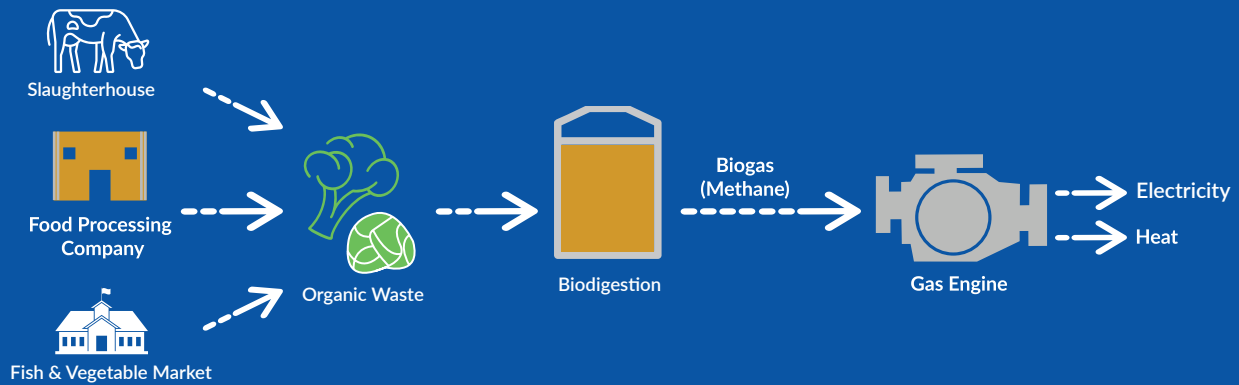 Slaughterhouse
Food Processing
Company
Fish & Vegetable Market
Organic Waste
Biodigestion
Biogas
(Methane)
Gas Engine
Electricity
Heat